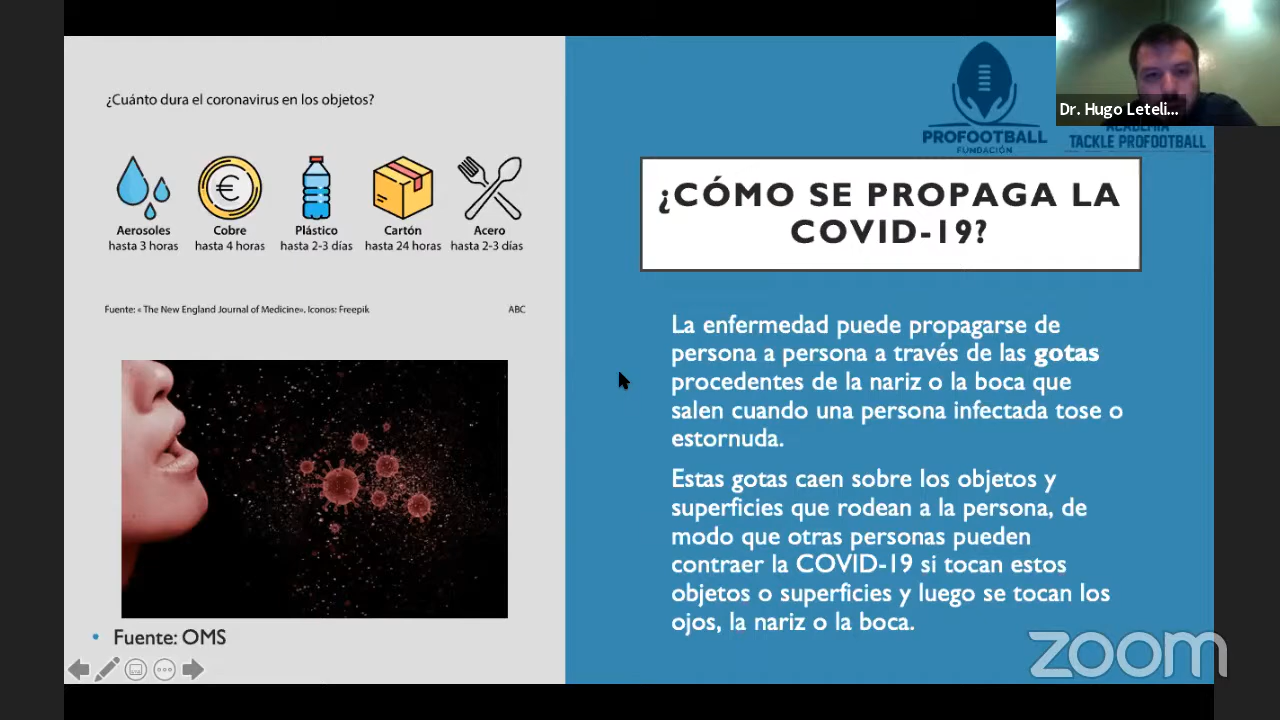 ¿Cuánto dura el coronavirus en los objetos?
Aerosoles
hasta 3 horas
Cobre
hasta 4 horas
Plástico
hasta 2-3 días
Cartón
hasta 24 horas
Acero
hasta 2-3 días
Fuente: « The New England Journal of Medicine». Iconos: Freepik
ABC
Fuente: OMS
Dr. Hugo Leteli...
PROFOOTBALL
FUNDACIÓN
ACADEMIA
TACKLE PROFOOTBALL
¿CÓMO SE PROPAGA LA
COVID-19?
La enfermedad puede propagarse de
persona a persona a través de las gotas
procedentes de la nariz o la boca que
salen cuando una persona infectada tose o
estornuda.
Estas gotas caen sobre los objetos y
superficies que rodean a la persona, de
modo que otras personas pueden
contraer la COVID-19 si tocan estos
objetos o superficies y luego se tocan los
ojos, la nariz o la boca.
zoom